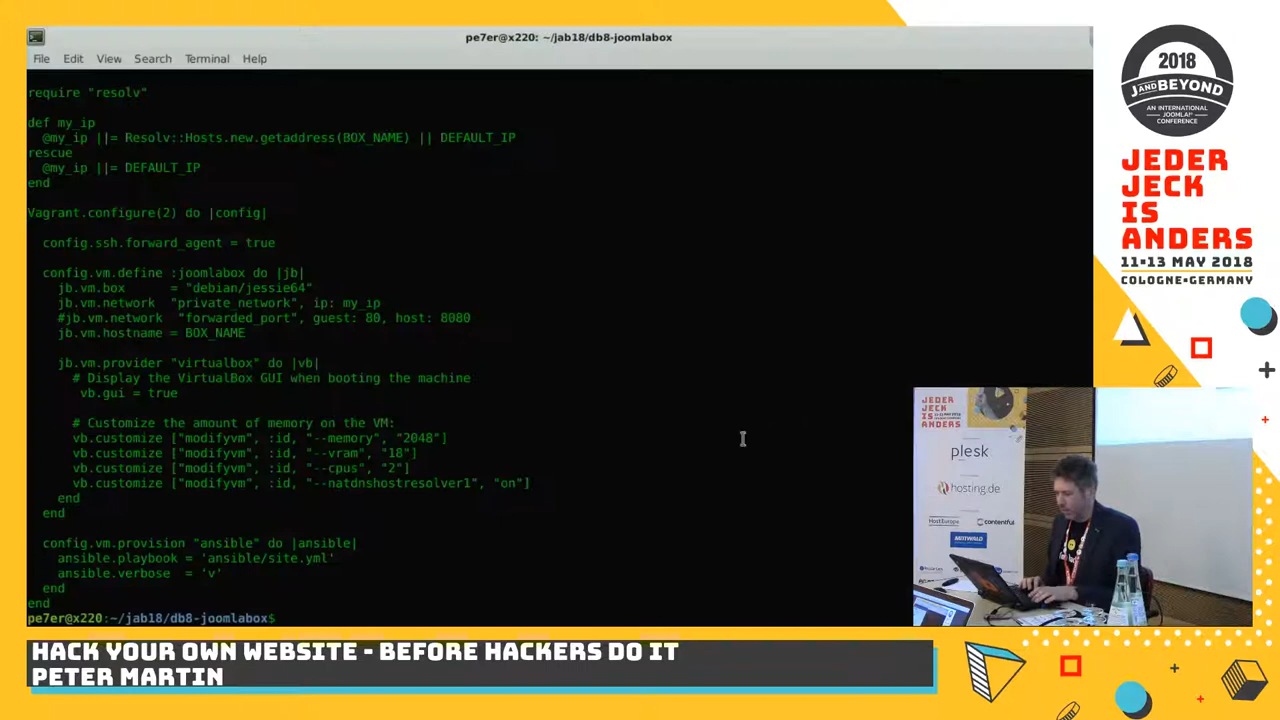 pe7er@x220: ~/jab18/db8-joomlabox
File Edit View Search Terminal Help
require "resolv"
def my_ip
@my_ip ||= Resolv::Hosts.new.getaddress(BOX_NAME) || DEFAULT_IP
rescue
@my_ip ||= DEFAULT_IP
end
Vagrant.configure(2) do |config|
config.ssh.forward_agent = true
config.vm.define :joomlabox do |jb|
jb.vm.box = "debian/jessie64"
jb.vm.network "private_network", ip: my_ip
#jb.vm.network "forwarded_port", guest: 80, host: 8080
jb.vm.hostname = BOX_NAME
jb.vm.provider "virtualbox" do |vb|
# Display the VirtualBox GUI when booting the machine
vb.gui = true
# Customize the amount of memory on the VM:
vb.customize ["modifyvm", :id, "--memory", "2048"]
vb.customize ["modifyvm", :id, "--vram", "18"]
vb.customize ["modifyvm", :id, "--cpus", "2"]
vb.customize ["modifyvm", :id, "--natdnshostresolver1", "on"]
end
end
config.vm.provision "ansible" do |ansible|
ansible.playbook = 'ansible/site.yml'
ansible.verbose = 'v'
end
end
pe7er@x220:~/jab18/db8-joomlabox$
2018
JANDBEYOND
AN INTERNATIONAL
JOOMLA!®
CONFERENCE
JEDER
JECK
IS
ANDERS
11-13 MAY 2018
COLOGNE•GERMANY
JEDER
JECK
IS
ANDERS
plesk
hosting.de
HostEurope
contentful
MITTWALD
HACK YOUR OWN WEBSITE - BEFORE HACKERS DO IT
PETER MARTIN